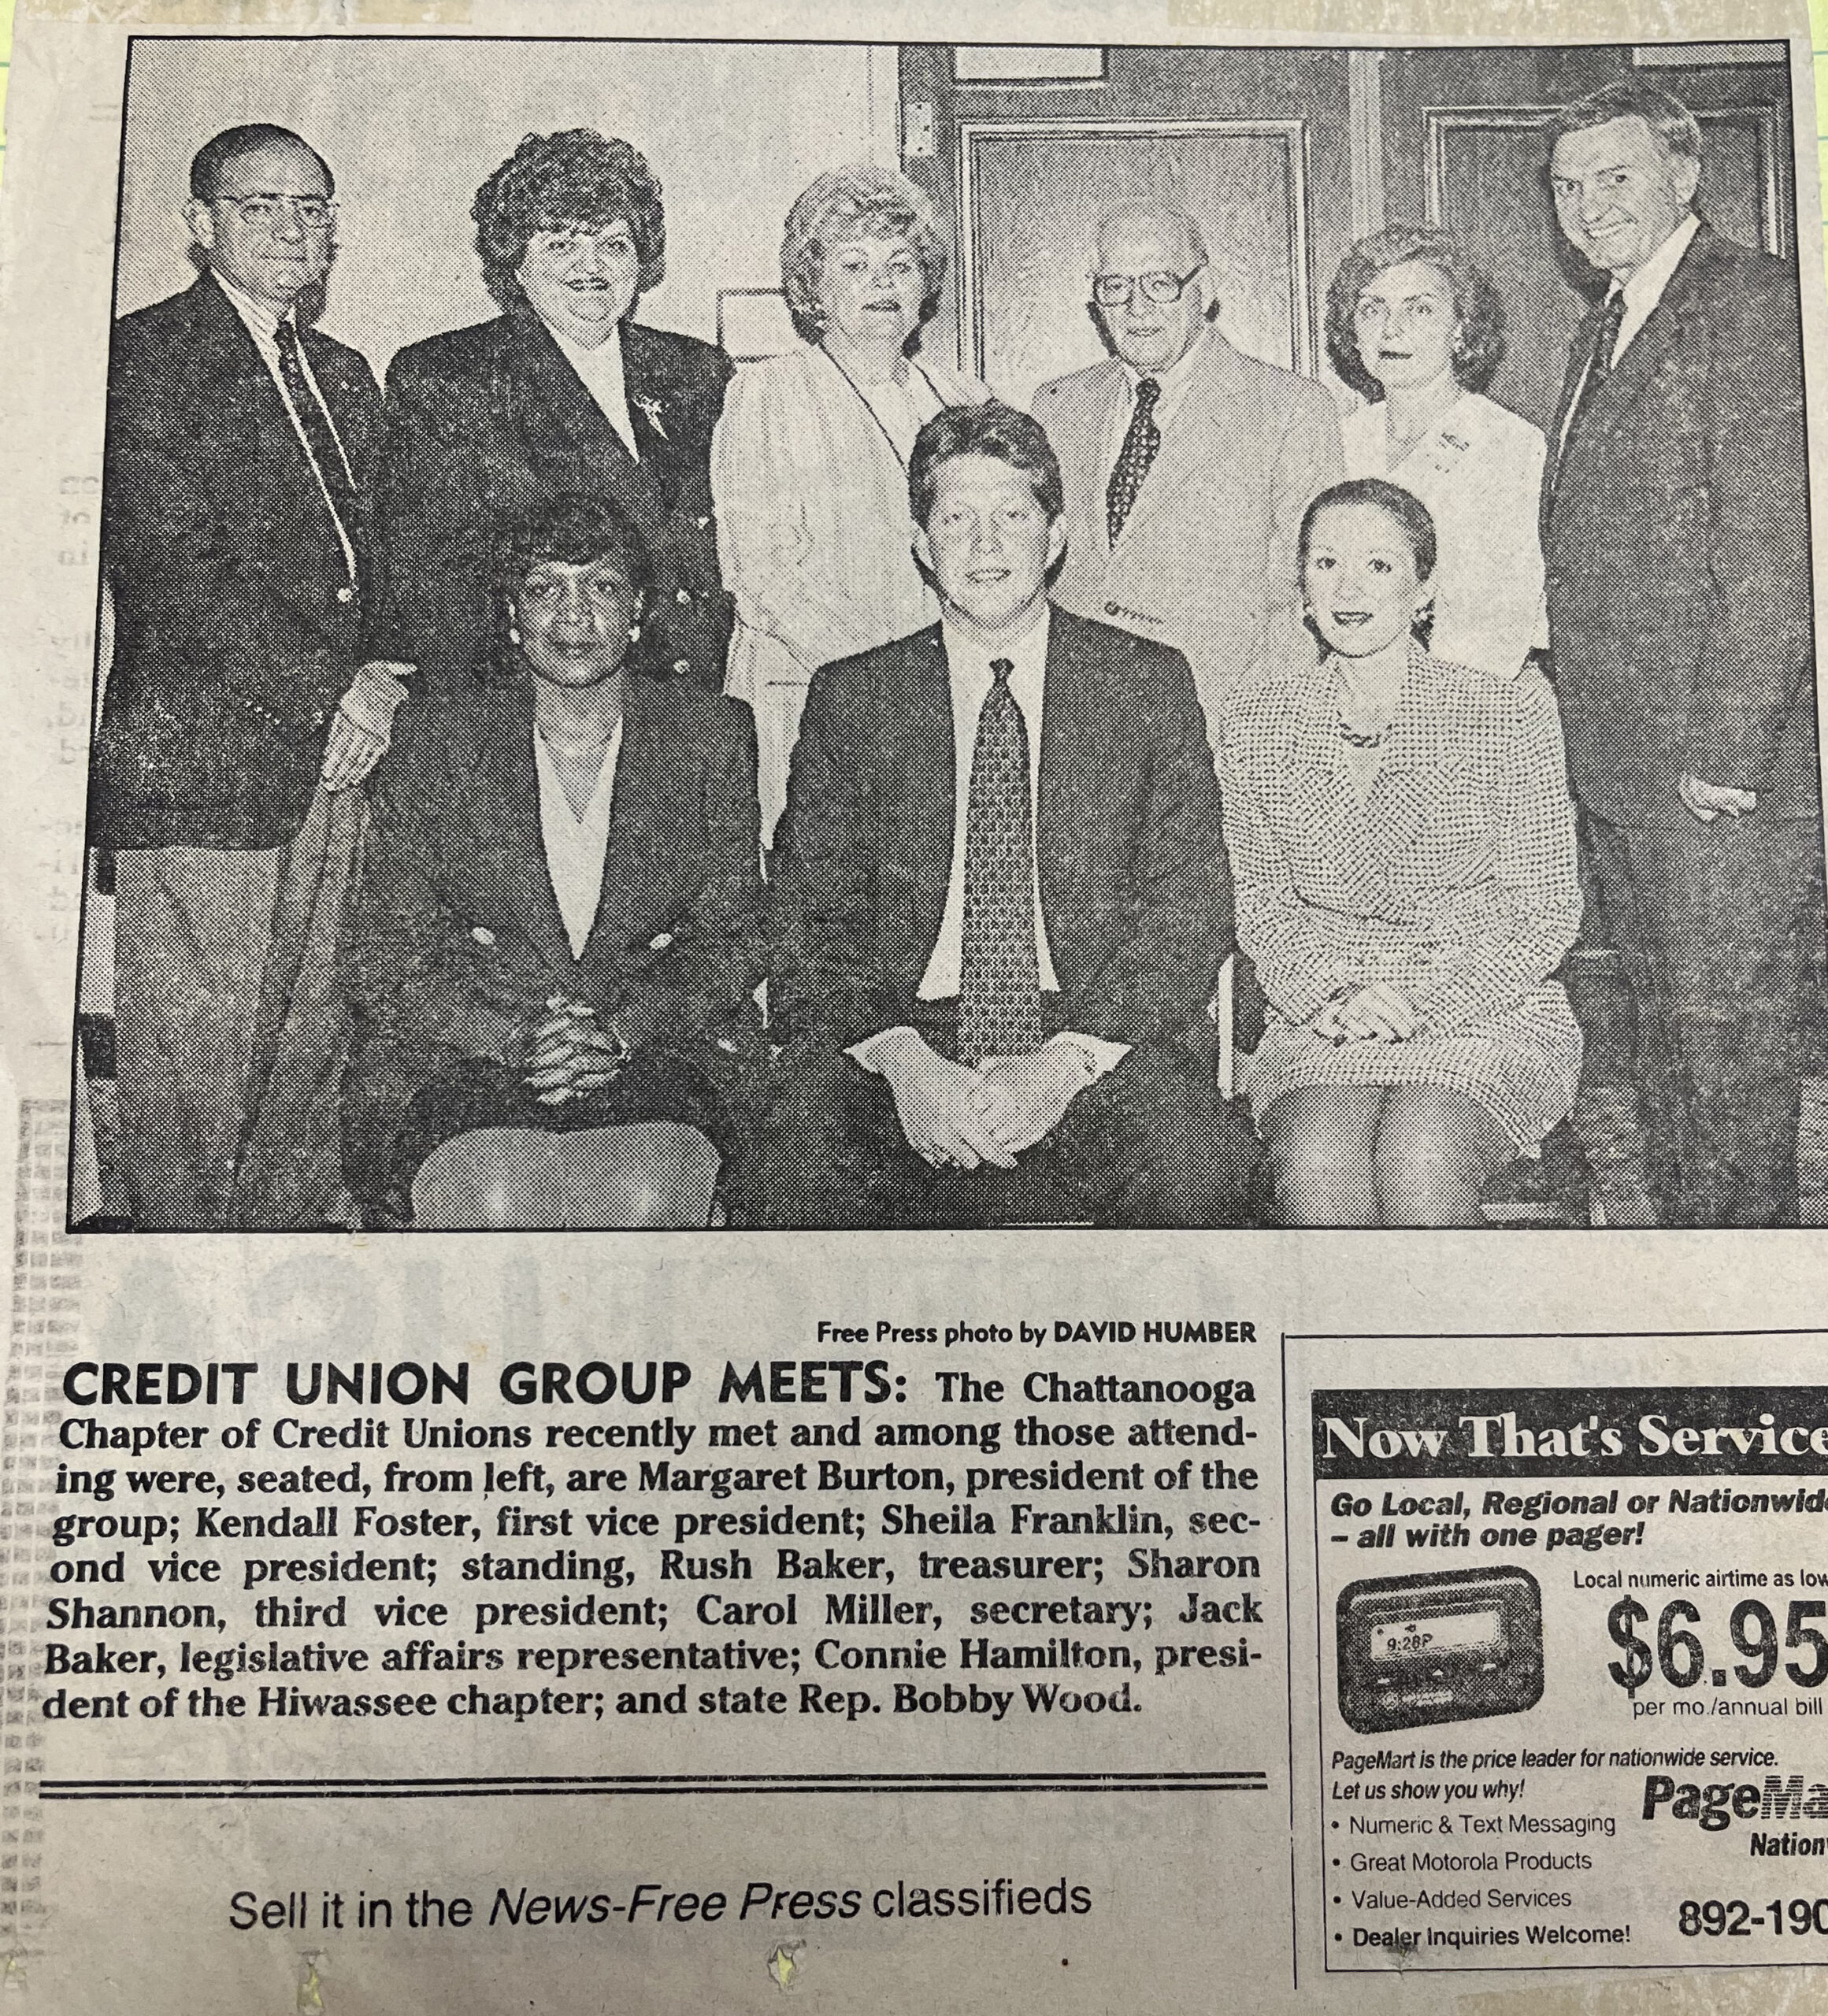 Free Press photo by DAVID HUMBER
CREDIT UNION GROUP MEETS: The Chattanooga
Chapter of Credit Unions recently met and among those attend-
ing were, seated, from left, are Margaret Burton, president of the
group; Kendall Foster, first vice president; Sheila Franklin, sec-
ond vice president; standing, Rush Baker, treasurer; Sharon
Shannon, third vice president; Carol Miller, secretary; Jack
Baker, legislative affairs representative; Connie Hamilton, presi-
dent of the Hiwassee chapter; and state Rep. Bobby Wood.
Sell it in the News-Free Press classifieds
Now That's Service
Go Local, Regional or Nationwide
– all with one pager!
Local numeric airtime as low
9:28P
$6.95
per mo./annual bill
PageMart is the price leader for nationwide service.
Let us show you why!
PageMa
Nation
• Numeric & Text Messaging
• Great Motorola Products
• Value-Added Services
• Dealer Inquiries Welcome!
892-190